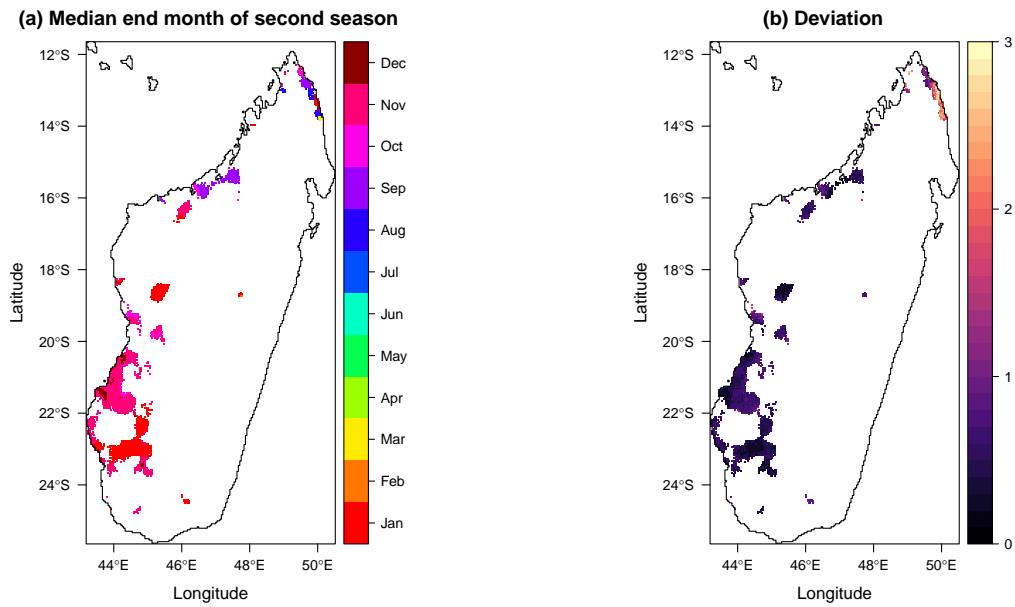 (a) Median end month of second season
12°S
14°S
16°S
18°S
20°S
22°S
24°S
Latitude
44°E
46°E
48°E
50°E
Longitude
Dec
Nov
Oct
Sep
Aug
Jul
Jun
May
Apr
Mar
Feb
Jan
(b) Deviation
12°S
14°S
16°S
18°S
20°S
22°S
24°S
Latitude
44°E
46°E
48°E
50°E
Longitude
3
2
1
0